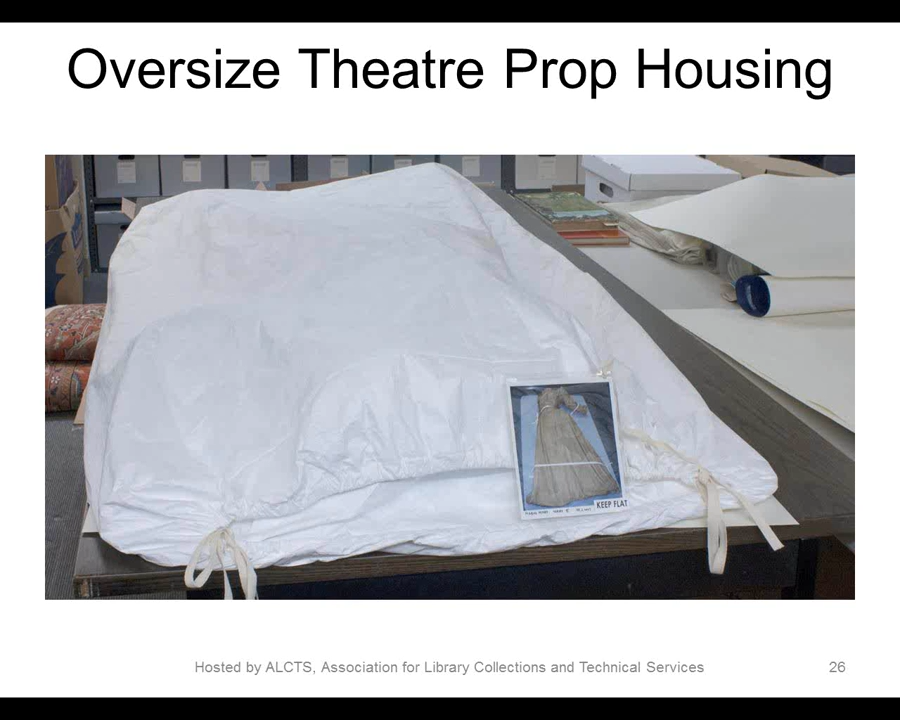 Oversize Theatre Prop Housing
KEEP FLAT
Hosted by ALCTS, Association for Library Collections and Technical Services
26